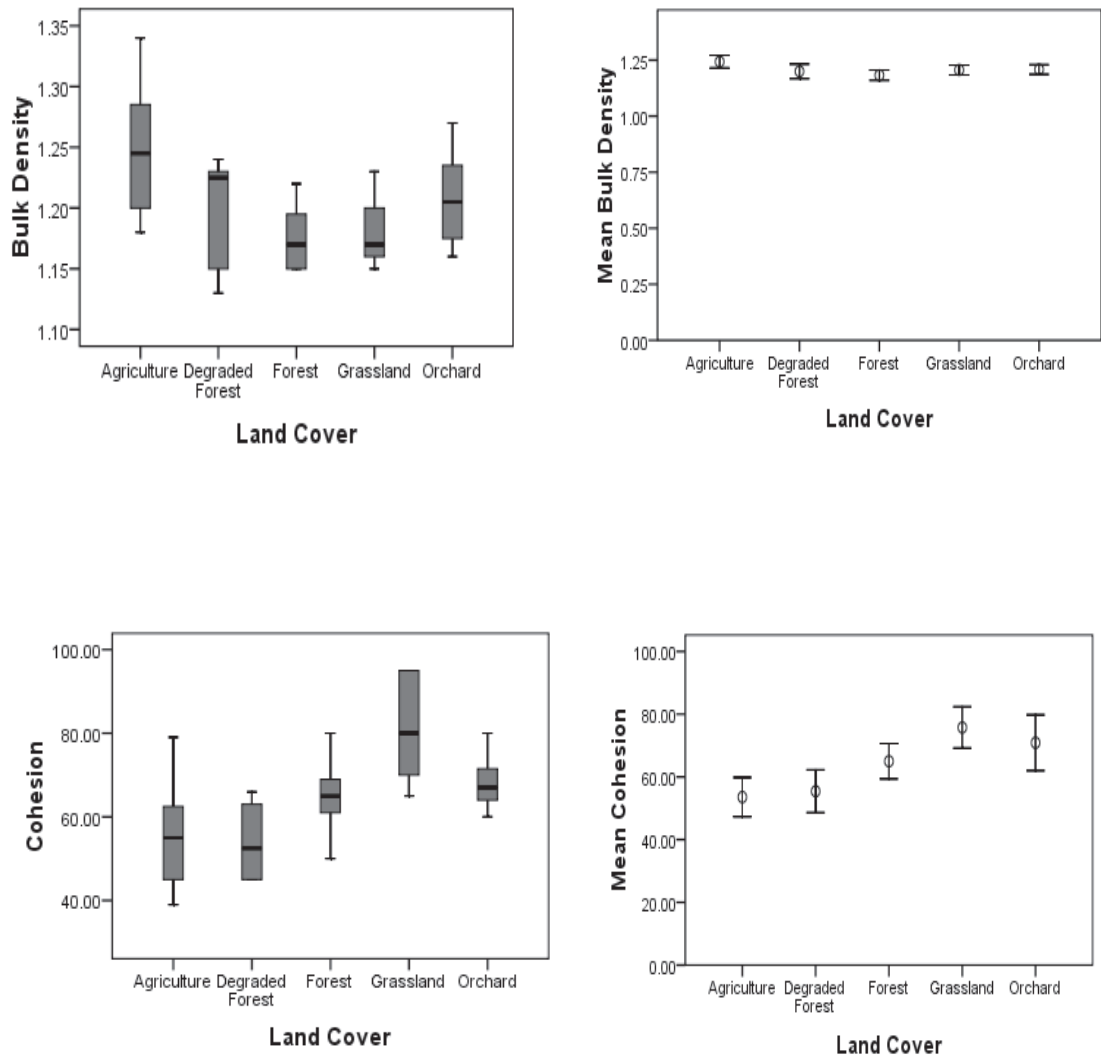 Bulk Density
1.35
1.30
1.25
1.20
1.15
1.10
Agriculture Degraded Forest Grassland Orchard
Forest
Land Cover
Mean Bulk Density
1.25
1.00
0.75
0.50
0.25
0.00
Agriculture Degraded Forest Grassland Orchard
Forest
Land Cover
Cohesion
100.00
80.00
60.00
40.00
Agriculture Degraded Forest Grassland Orchard
Forest
Land Cover
Mean Cohesion
100.00
80.00
60.00
40.00
20.00
0.00
Agriculture Degraded Forest Grassland Orchard
Forest
Land Cover